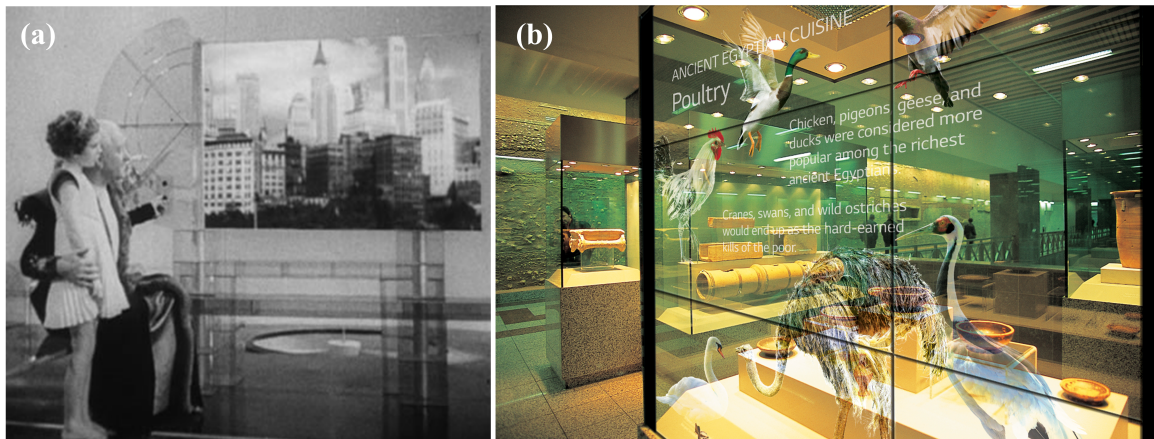 (a)
(b)
ANCIENT EGYPTIAN CUISINE
Poultry
Chicken, pigeons, geese, and
ducks were considered more
popular among the richest
ancient Egyptians.
Cranes, swans, and wild ostriches
would end up as the hard-earned
kills of the poor.